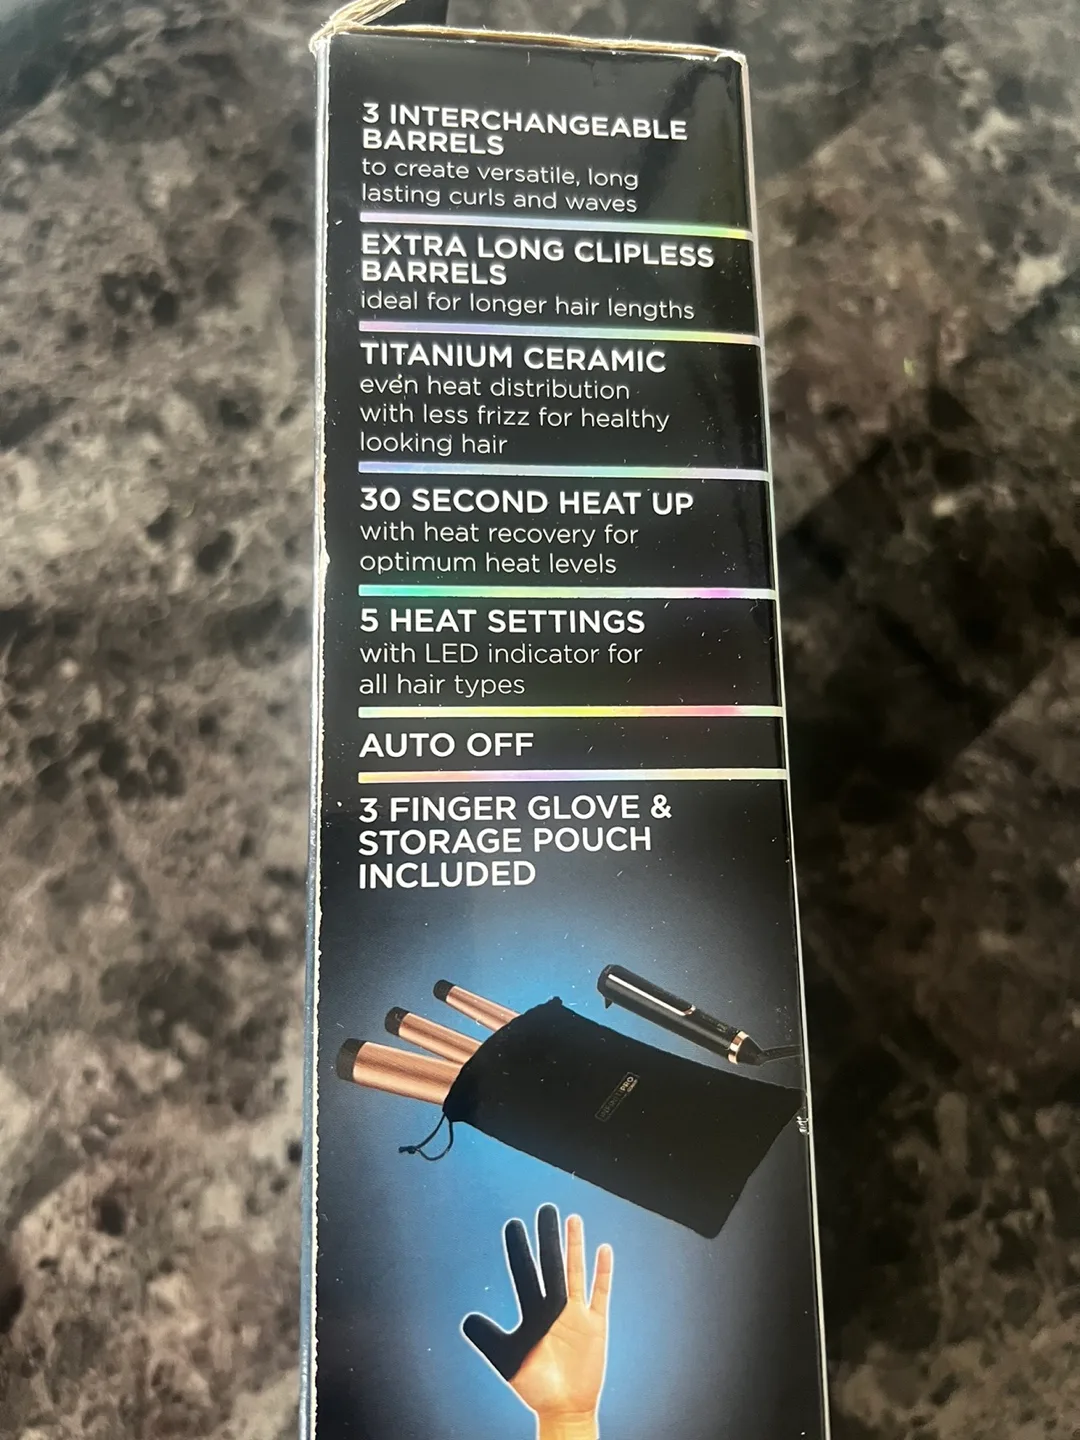 3 INTERCHANGEABLE
BARRELS
to create versatile, long
lasting curls and waves
EXTRA LONG CLIPLESS
BARRELS
ideal for longer hair lengths
TITANIUM CERAMIC
even heat distribution
with less frizz for healthy
looking hair
30 SECOND HEAT UP
with heat recovery for
optimum heat levels
5 HEAT SETTINGS
with LED indicator for
all hair types
AUTO OFF
3 FINGER GLOVE &
STORAGE POUCH
INCLUDED
INFINITIPRO